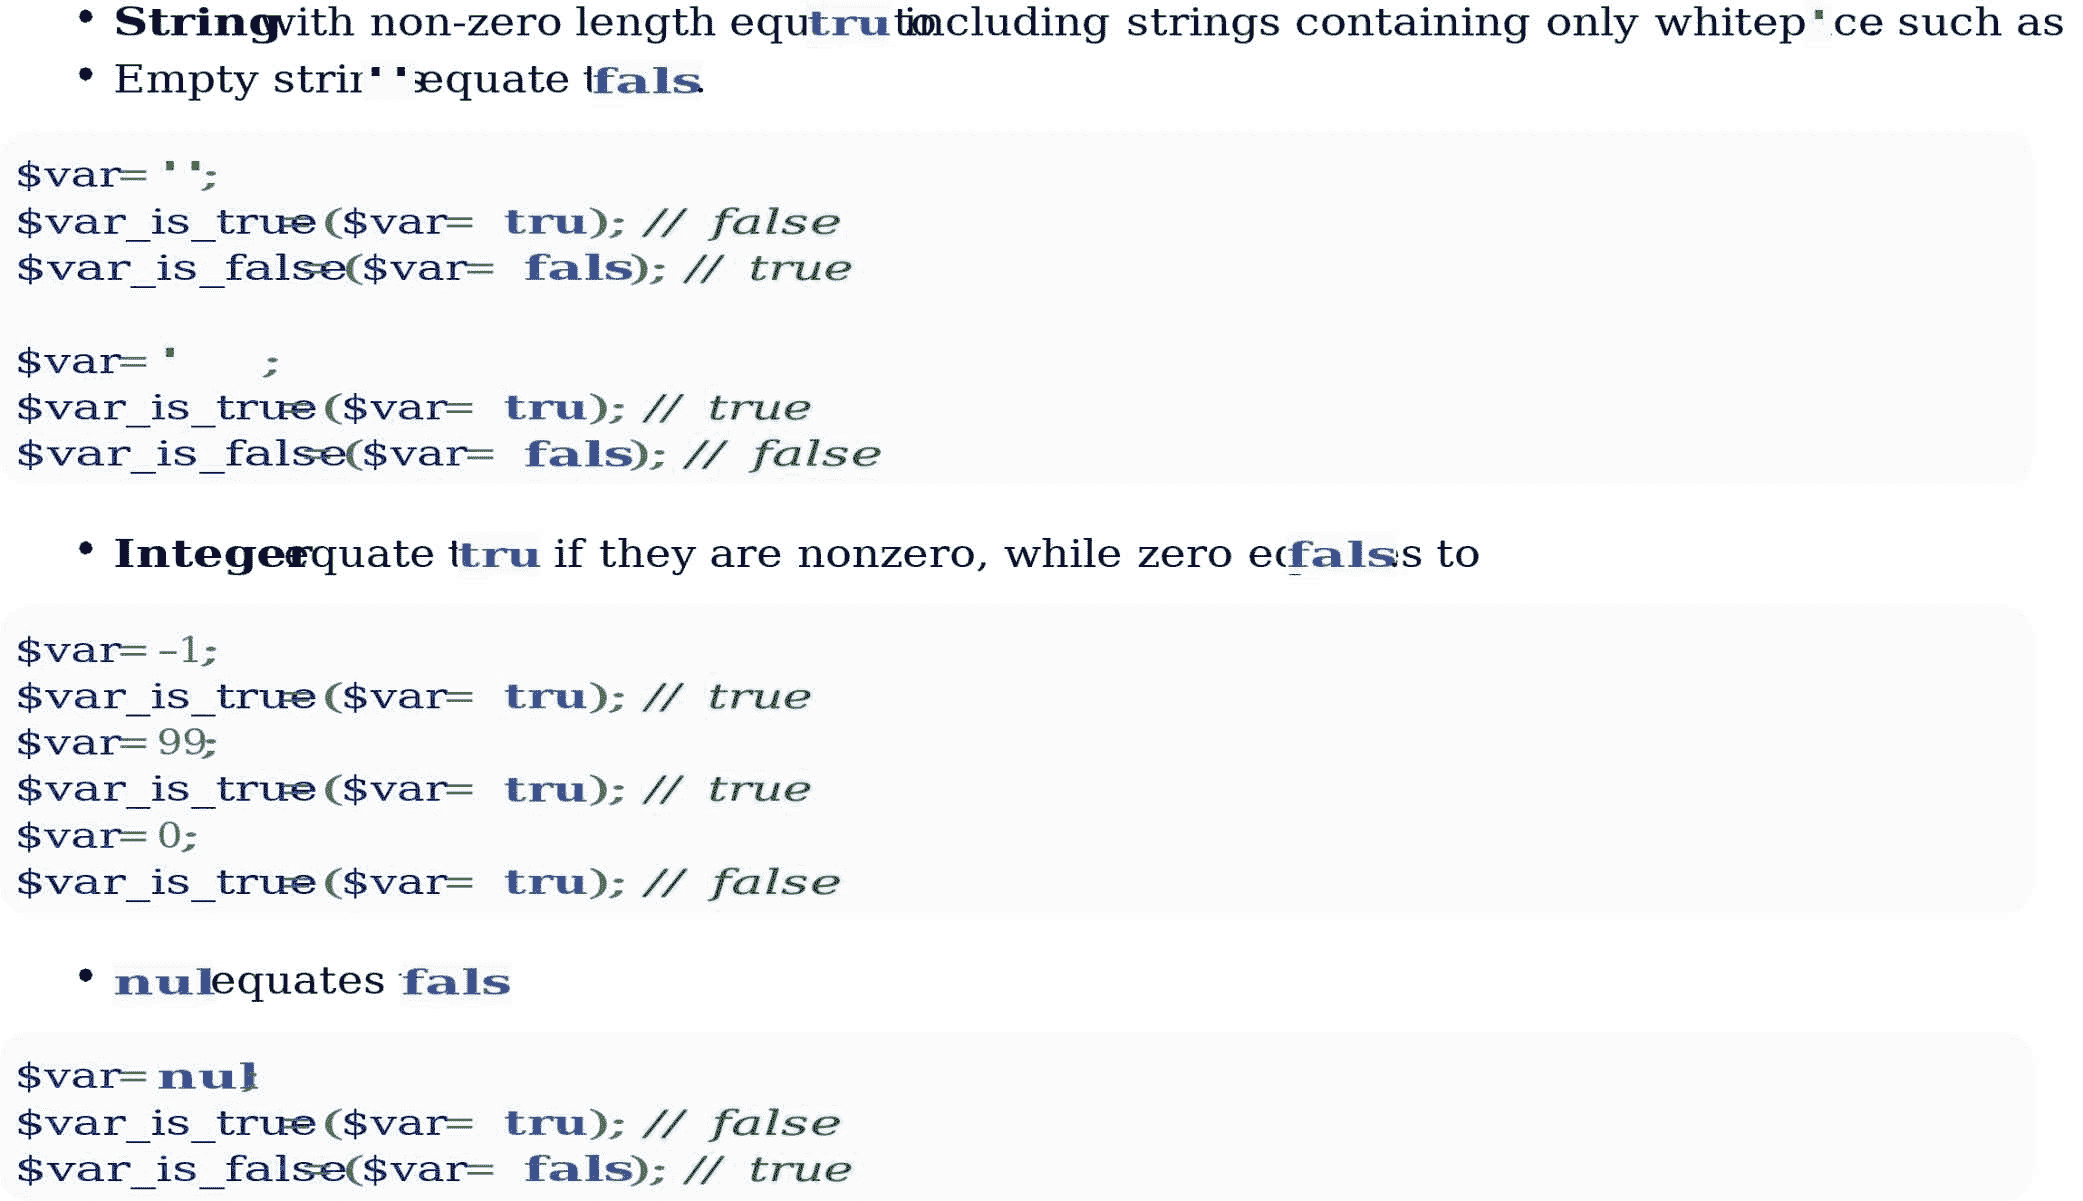 • String with non-zero length equ tru to including strings containing only whitep ' ce such as
• Empty strin '' equate t fals.
$var= '';
$var_is_true=($var= tru); // false
$var_is_false=($var= fals); // true
$var= ' ;
$var_is_true=($var= tru); // true
$var_is_false=($var= fals); // false
• Integer equate t tru if they are nonzero, while zero eq fals s to
$var= –1;
$var_is_true=($var= tru); // true
$var= 99;
$var_is_true=($var= tru); // true
$var= 0;
$var_is_true=($var= tru); // false
• nul equates fals
$var= nul;
$var_is_true=($var= tru); // false
$var_is_false=($var= fals); // true